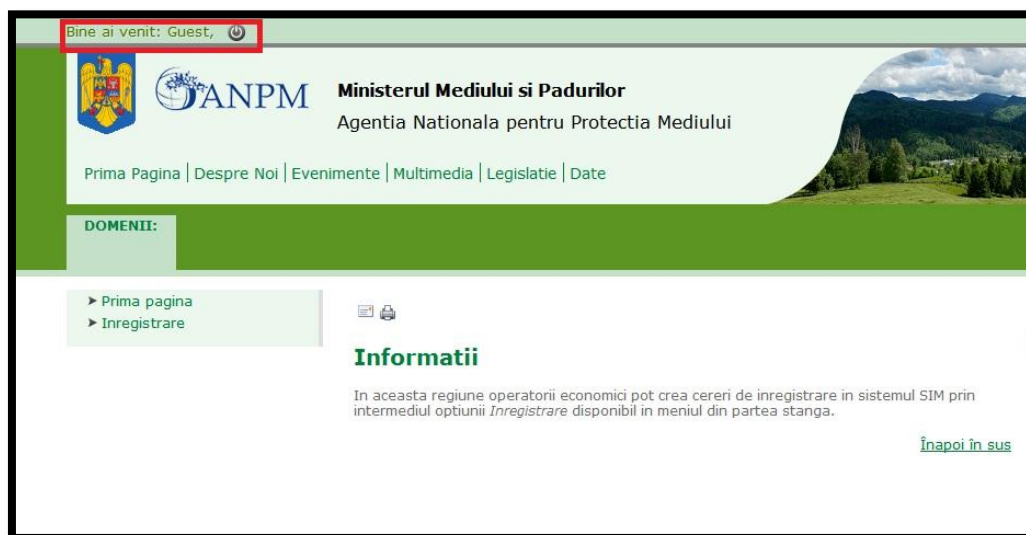 Bine ai venit: Guest,
ANPM
Ministerul Mediului si Padurilor
Agentia Nationala pentru Protectia Mediului
Prima Pagina | Despre Noi | Evenimente | Multimedia | Legislatie | Date
DOMENII:
Prima pagina
Inregistrare
Informatii
In aceasta regiune operatorii economici pot crea cereri de inregistrare in sistemul SIM prin
intermediul optiunii Inregistrare disponibil in meniul din partea stanga.
Înapoi în sus